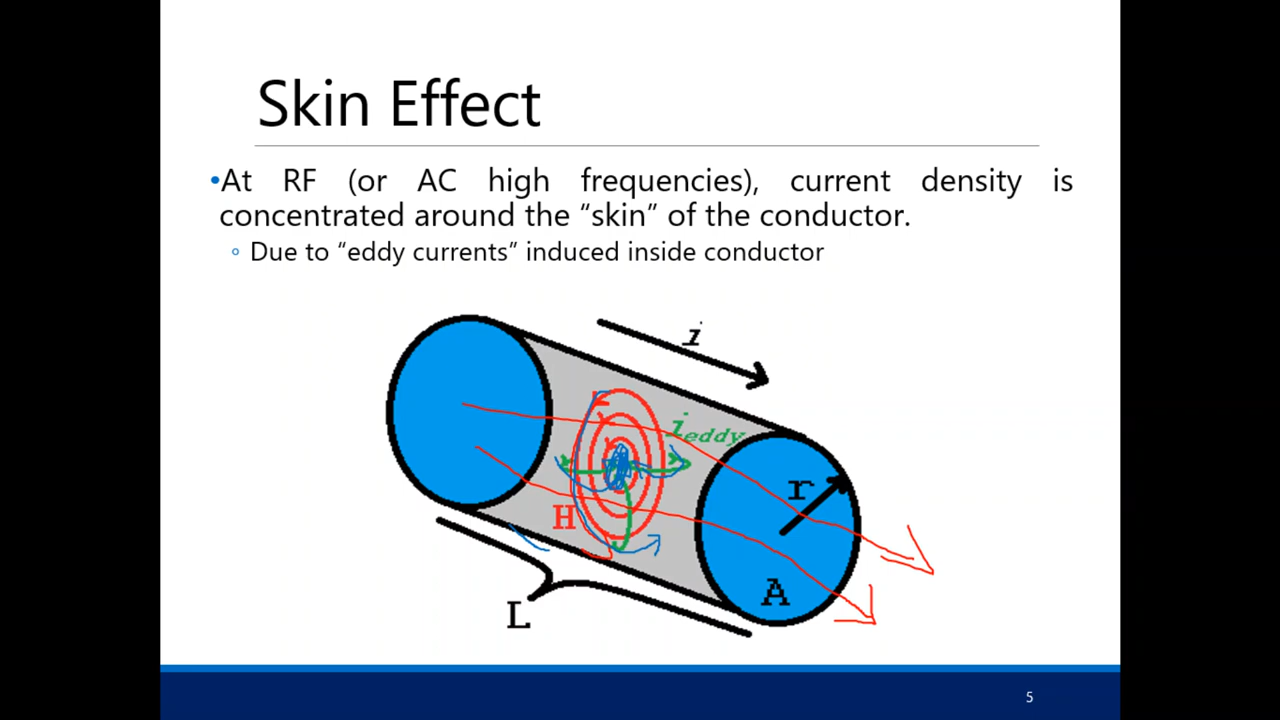 Skin Effect
•At RF (or AC high frequencies), current density is
concentrated around the “skin” of the conductor.
◦ Due to “eddy currents” induced inside conductor
i
i eddy
r
H
A
L
5